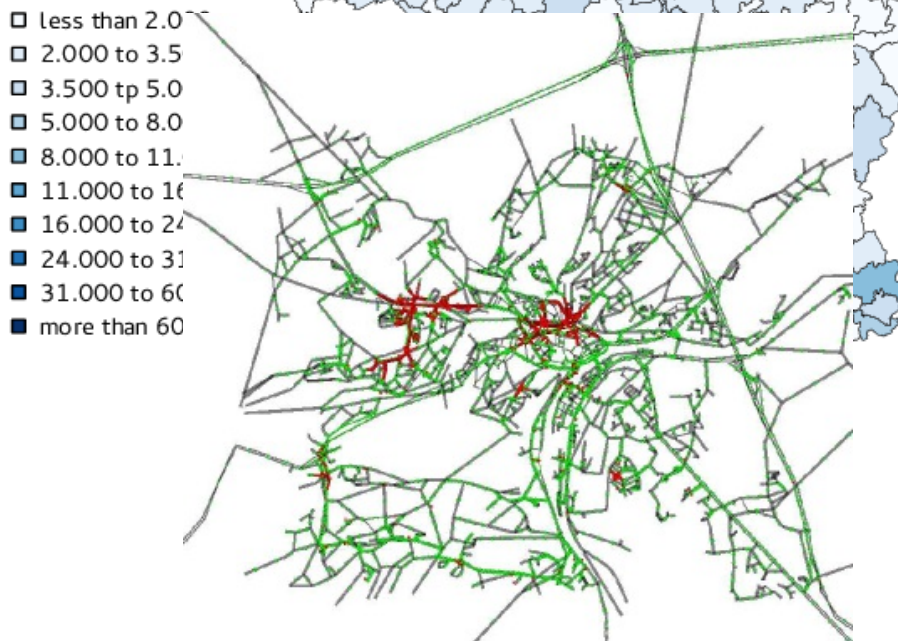 less than 2.0
2.000 to 3.5
3.500 tp 5.0
5.000 to 8.0
8.000 to 11.
11.000 to 16
16.000 to 24
24.000 to 31
31.000 to 60
more than 60